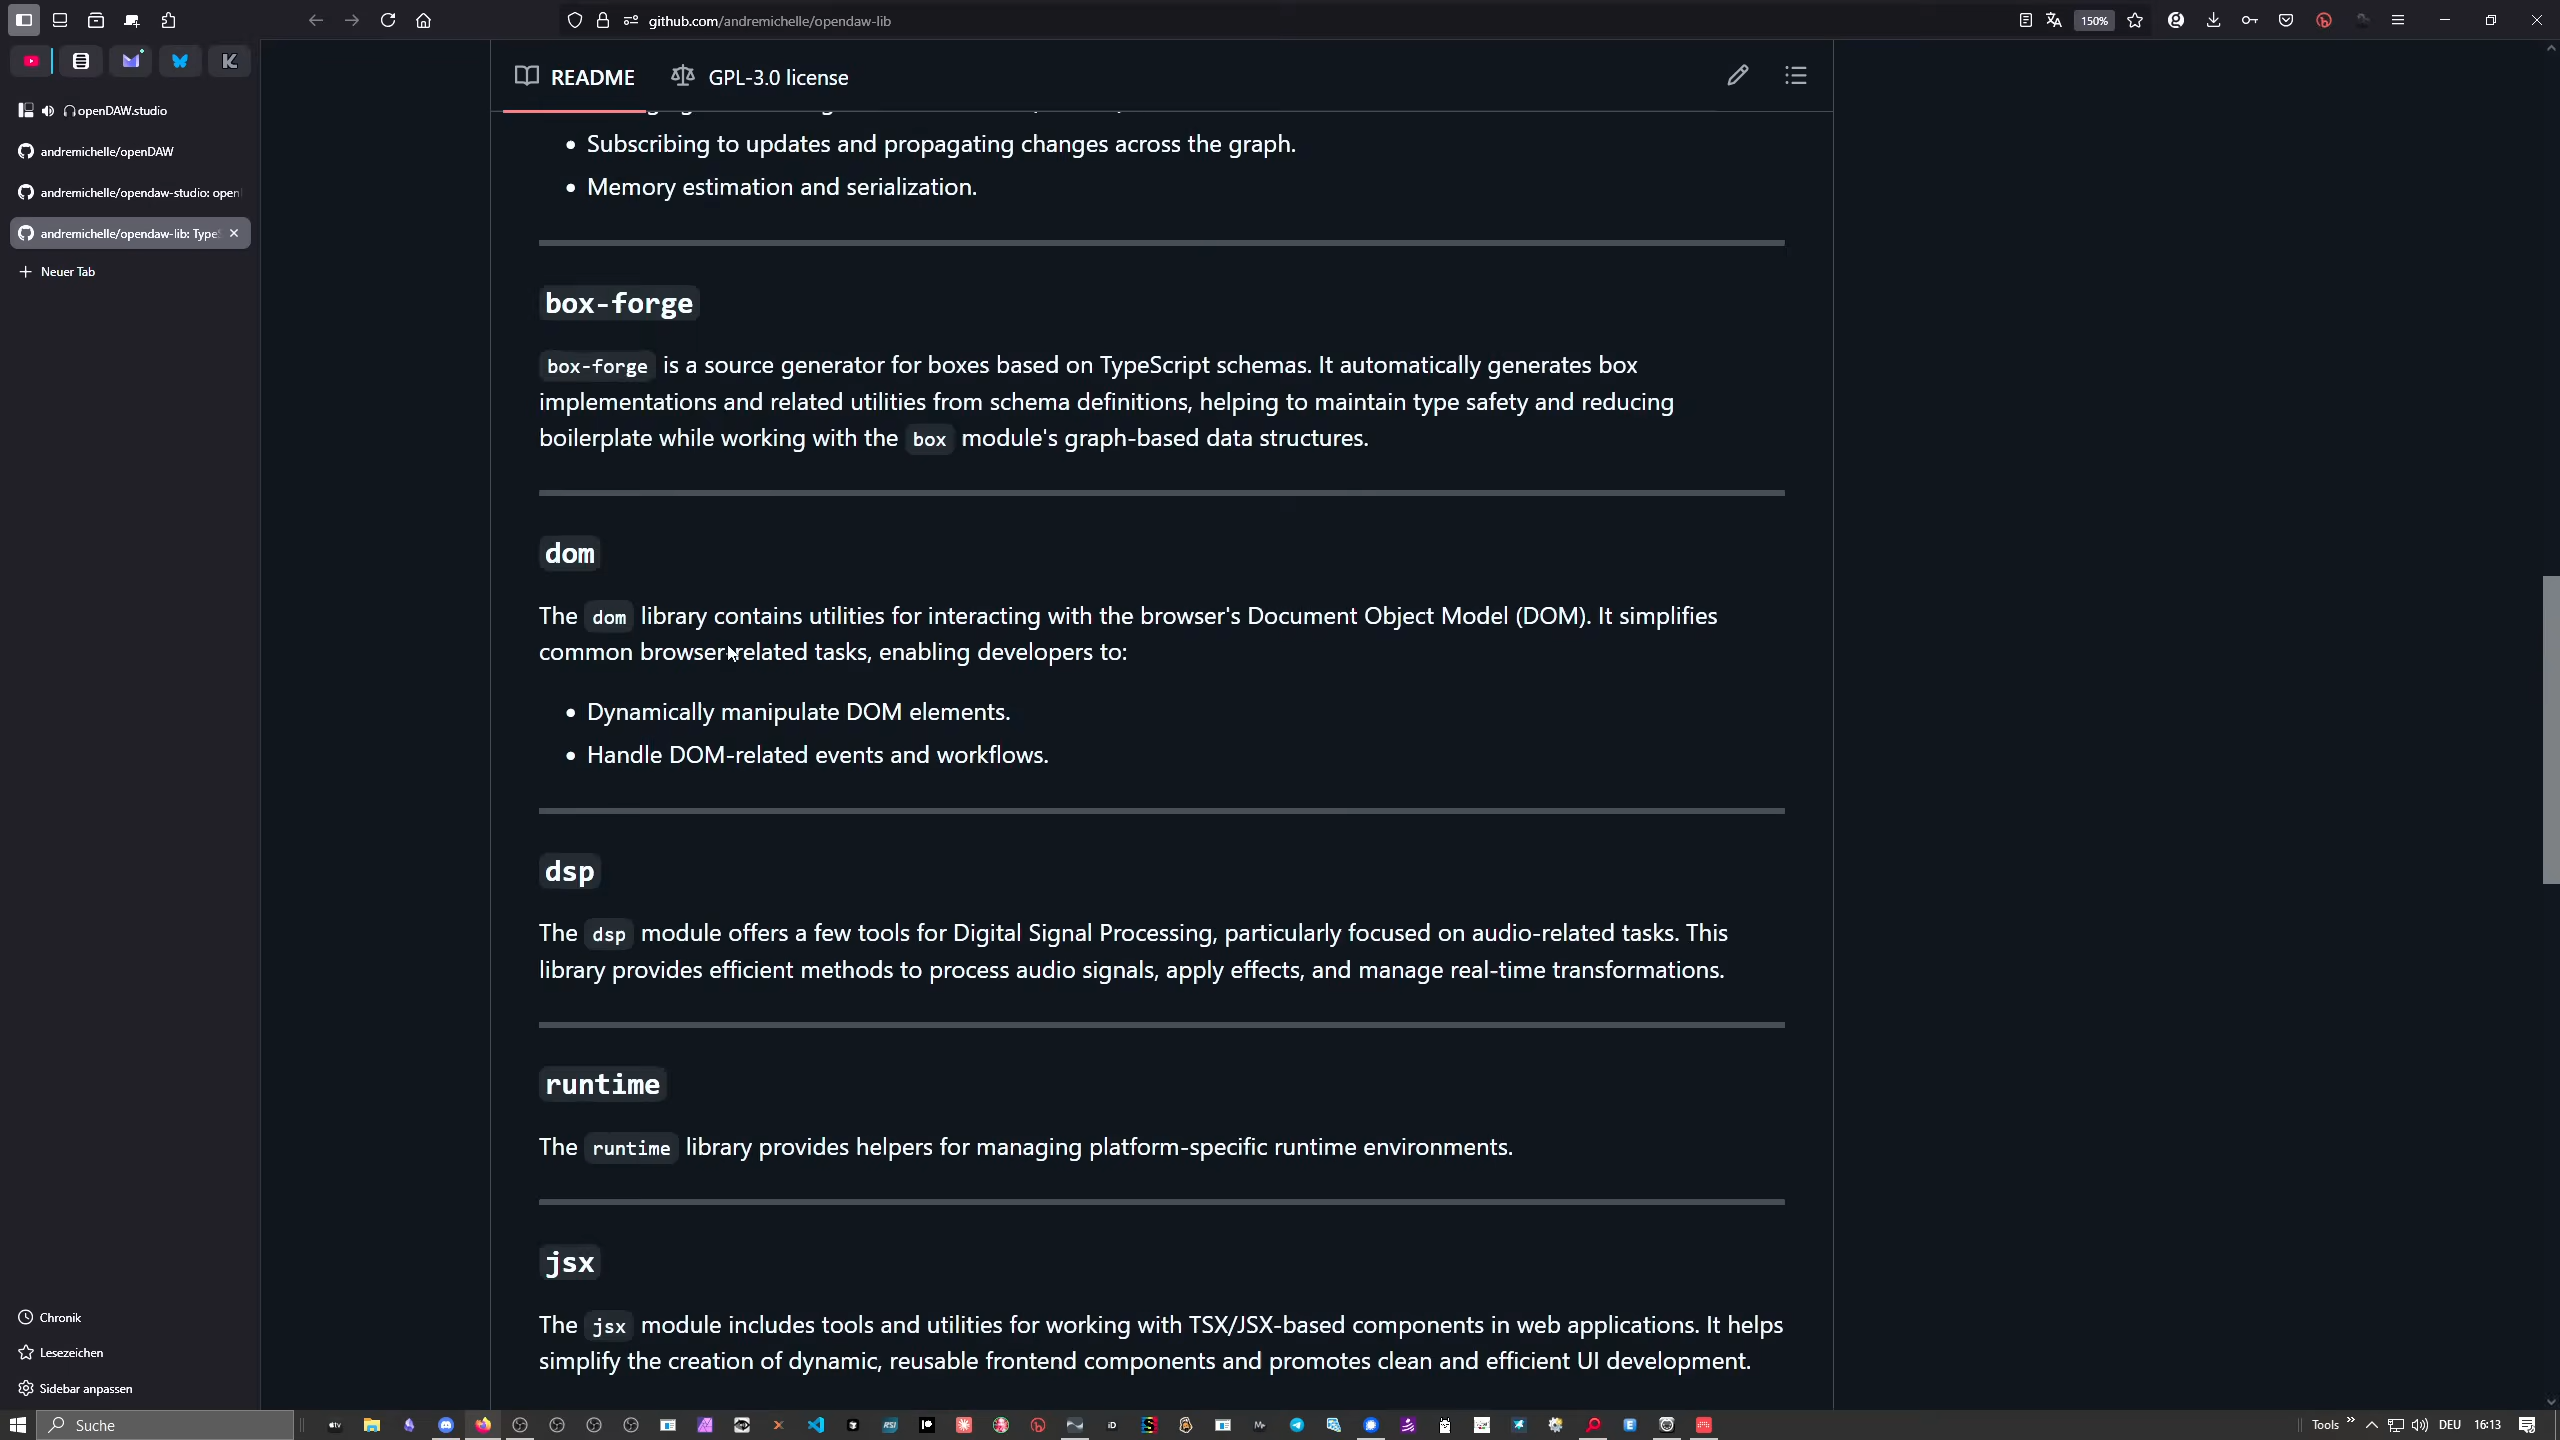 github.com/andremichelle/opendaw-lib
150%
openDAW.studio
andremichelle/openDAW
andremichelle/opendaw-studio: open
andremichelle/opendaw-lib: Type
Neuer Tab
README
GPL-3.0 license
Subscribing to updates and propagating changes across the graph.
Memory estimation and serialization.
box-forge
box-forge is a source generator for boxes based on TypeScript schemas. It automatically generates box
implementations and related utilities from schema definitions, helping to maintain type safety and reducing
boilerplate while working with the box module's graph-based data structures.
dom
The dom library contains utilities for interacting with the browser's Document Object Model (DOM). It simplifies
common browser-related tasks, enabling developers to:
Dynamically manipulate DOM elements.
Handle DOM-related events and workflows.
dsp
The dsp module offers a few tools for Digital Signal Processing, particularly focused on audio-related tasks. This
library provides efficient methods to process audio signals, apply effects, and manage real-time transformations.
runtime
The runtime library provides helpers for managing platform-specific runtime environments.
jsx
The jsx module includes tools and utilities for working with TSX/JSX-based components in web applications. It helps
simplify the creation of dynamic, reusable frontend components and promotes clean and efficient UI development.
Chronik
Lesezeichen
Sidebar anpassen
Suche
Tools
DEU
16:13